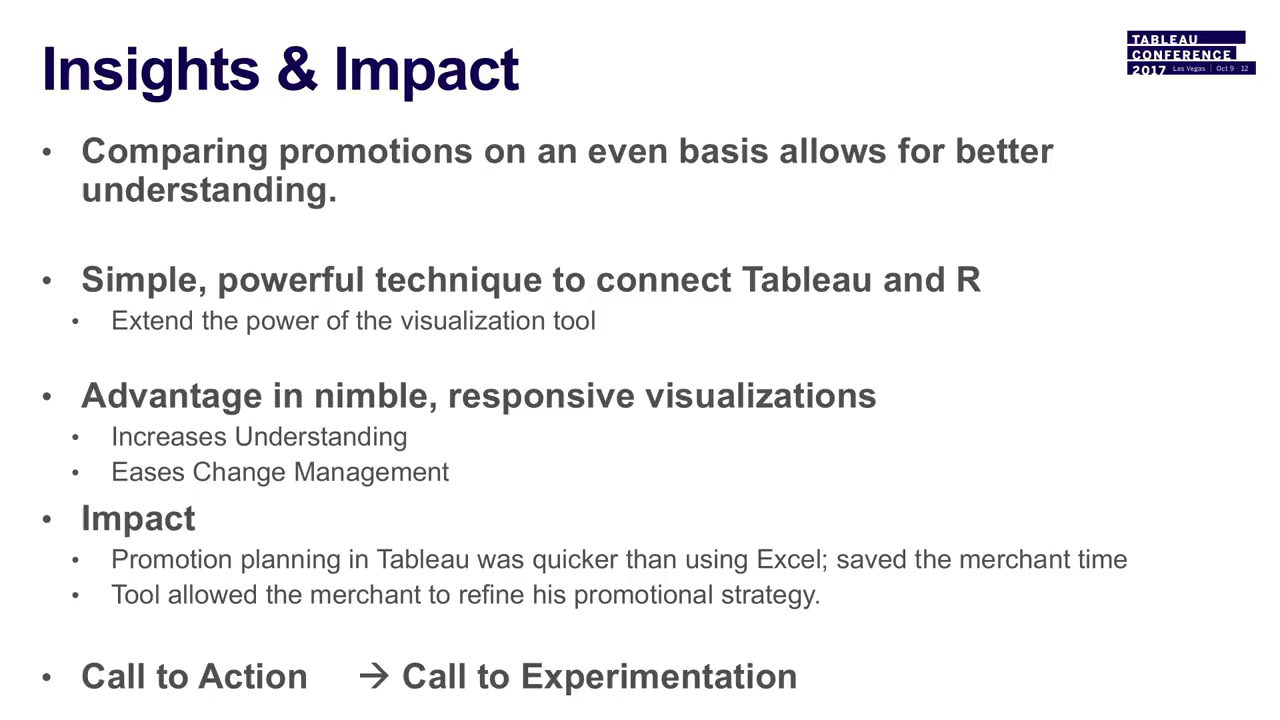 Insights & Impact
TABLEAU
CONFERENCE
2017 Las Vegas | Oct 9 - 12
• Comparing promotions on an even basis allows for better
understanding.
• Simple, powerful technique to connect Tableau and R
• Extend the power of the visualization tool
• Advantage in nimble, responsive visualizations
• Increases Understanding
• Eases Change Management
• Impact
• Promotion planning in Tableau was quicker than using Excel; saved the merchant time
• Tool allowed the merchant to refine his promotional strategy.
• Call to Action → Call to Experimentation